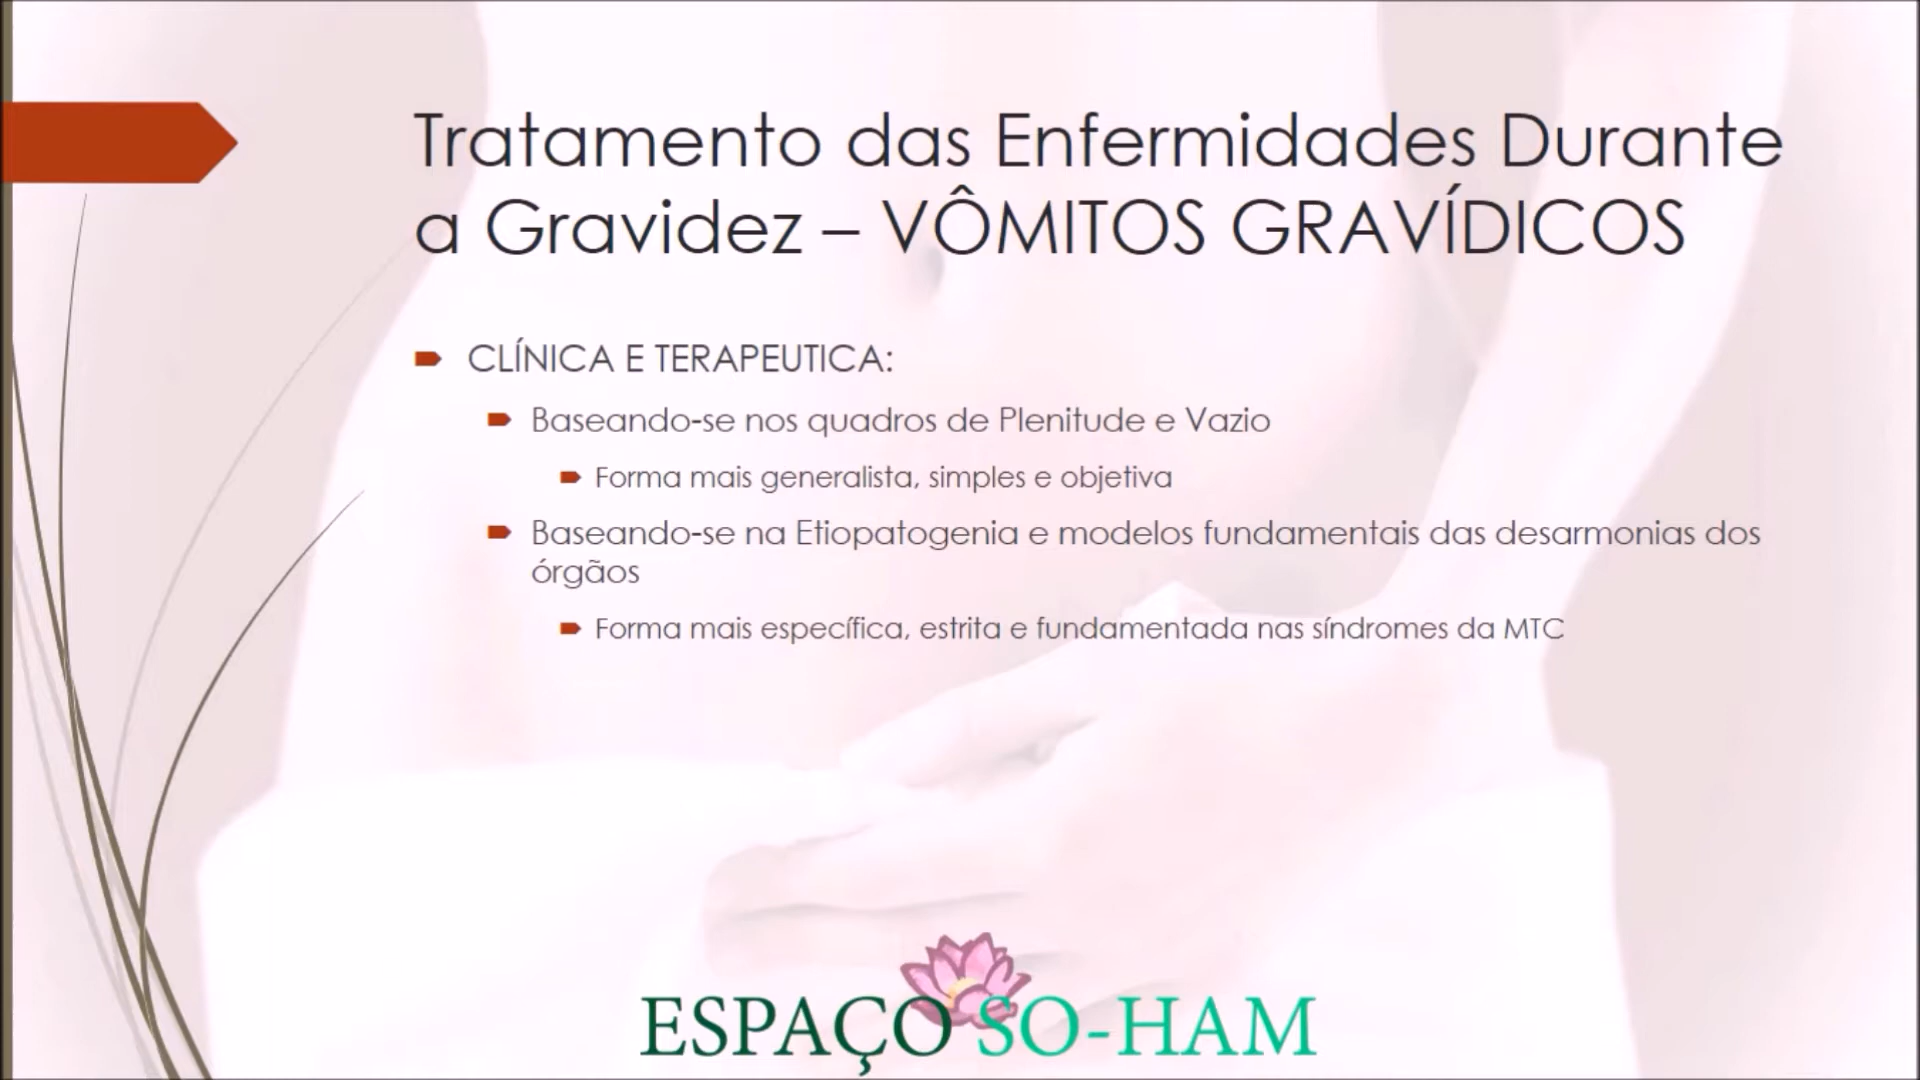 Tratamento das Enfermidades Durante
a Gravidez – VÔMITOS GRAVÍDICOS
CLÍNICA E TERAPEUTICA:
Baseando-se nos quadros de Plenitude e Vazio
Forma mais generalista, simples e objetiva
Baseando-se na Etiopatogenia e modelos fundamentais das desarmonias dos
órgãos
Forma mais específica, estrita e fundamentada nas síndromes da MTC
ESPAÇO SO-HAM